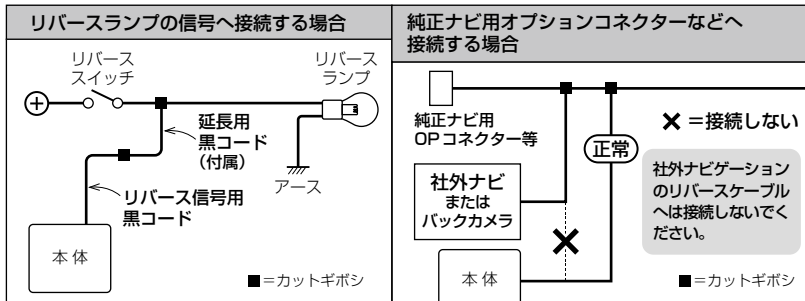 リバースランプの信号へ接続する場合
リバース
スイッチ
リバース
ランプ
延長用
黒コード
(付属)
アース
リバース信号用
黒コード
本体
■=カットギボシ
純正ナビ用オプションコネクターなどへ
接続する場合
純正ナビ用
OPコネクター等
正常
✕=接続しない
社外ナビ
または
バックカメラ
社外ナビゲーション
のリバースケーブル
へは接続しないでく
ださい。
本体
■=カットギボシ